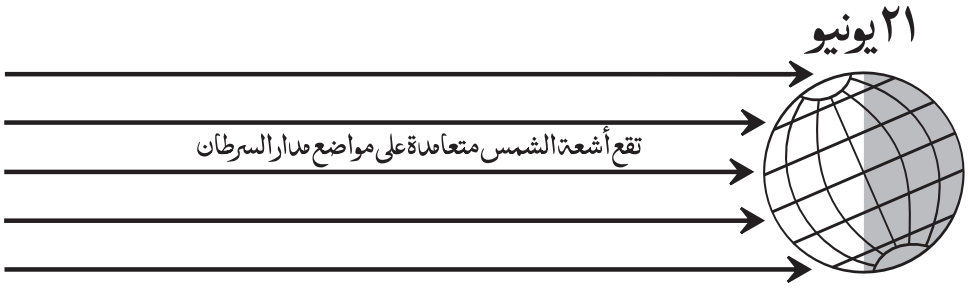 ٢١ يونيو
تقع أشعة الشمس متعامدة على مواضع مدار السرطان